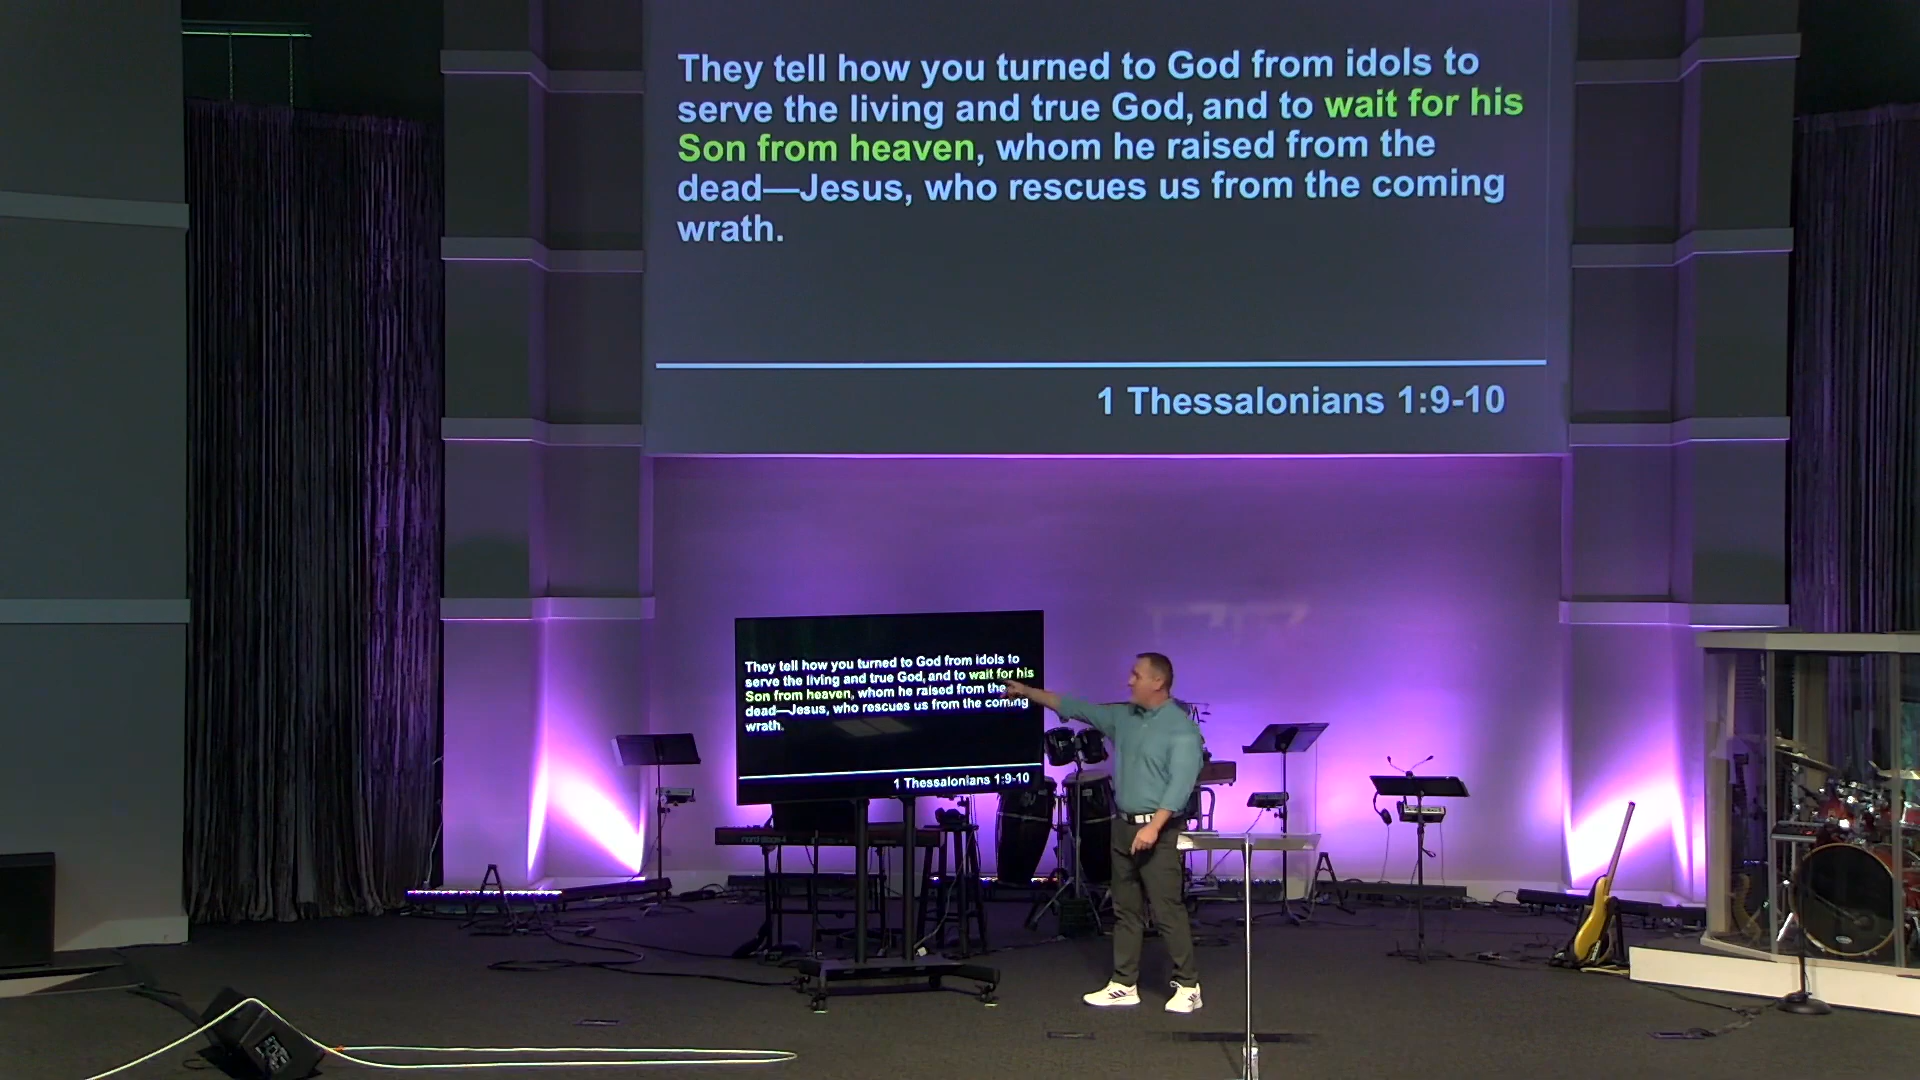 They tell how you turned to God from idols to
serve the living and true God, and to wait for his
Son from heaven, whom he raised from the
dead—Jesus, who rescues us from the coming
wrath.
1 Thessalonians 1:9-10
They tell how you turned to God from idols to
serve the living and true God, and to wait for his
Son from heaven, whom he raised from the
dead—Jesus, who rescues us from the coming
wrath.
1 Thessalonians 1:9-10